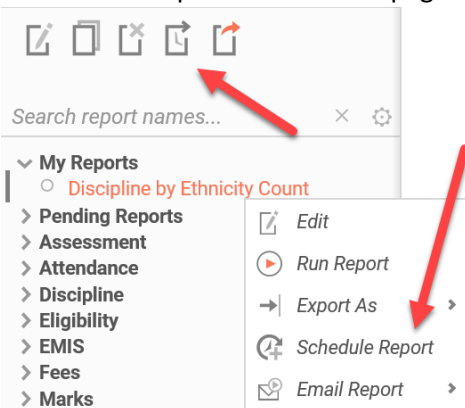 Search report names...
My Reports
Discipline by Ethnicity Count
Pending Reports
Assessment
Attendance
Discipline
Eligibility
EMIS
Fees
Marks
Edit
Run Report
Export As
Schedule Report
Email Report